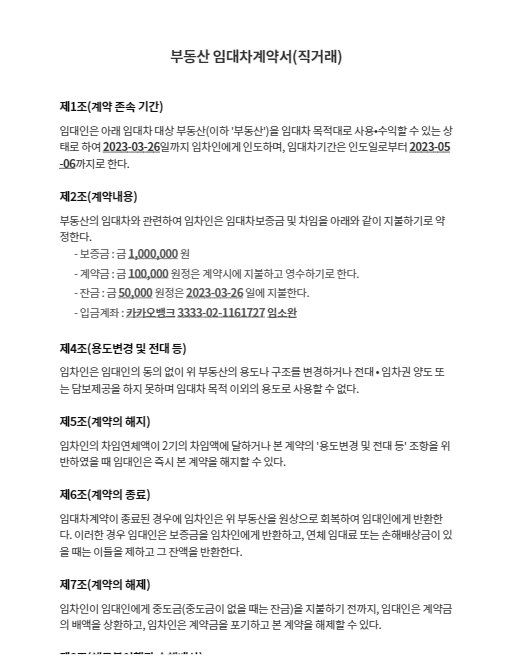 부동산 임대차계약서(직거래)
제1조(계약 존속 기간)
임대인은 아래 임대차 대상 부동산(이하 '부동산')을 임대차 목적대로 사용•수익할 수 있는 상
태로 하여 2023-03-26일까지 임차인에게 인도하며, 임대차기간은 인도일로부터 2023-05
-06까지로 한다.
제2조(계약내용)
부동산의 임대차와 관련하여 임차인은 임대차보증금 및 차임을 아래와 같이 지불하기로 약
정한다.
- 보증금 : 금 1,000,000 원
- 계약금 : 금 100,000 원정은 계약시에 지불하고 영수하기로 한다.
- 잔금 : 금 50,000 원정은 2023-03-26 일에 지불한다.
- 입금계좌 : 카카오뱅크 3333-02-1161727 임소완
제4조(용도변경 및 전대 등)
임차인은 임대인의 동의 없이 위 부동산의 용도나 구조를 변경하거나 전대 • 임차권 양도 또
는 담보제공을 하지 못하며 임대차 목적 이외의 용도로 사용할 수 없다.
제5조(계약의 해지)
임차인의 차임연체액이 2기의 차임액에 달하거나 본 계약의 '용도변경 및 전대 등' 조항을 위
반하였을 때 임대인은 즉시 본 계약을 해지할 수 있다.
제6조(계약의 종료)
임대차계약이 종료된 경우에 임차인은 위 부동산을 원상으로 회복하여 임대인에게 반환한
다. 이러한 경우 임대인은 보증금을 임차인에게 반환하고, 연체 임대료 또는 손해배상금이 있
을 때는 이들을 제하고 그 잔액을 반환한다.
제7조(계약의 해제)
임차인이 임대인에게 중도금(중도금이 없을 때는 잔금)을 지불하기 전까지, 임대인은 계약금
의 배액을 상환하고, 임차인은 계약금을 포기하고 본 계약을 해제할 수 있다.